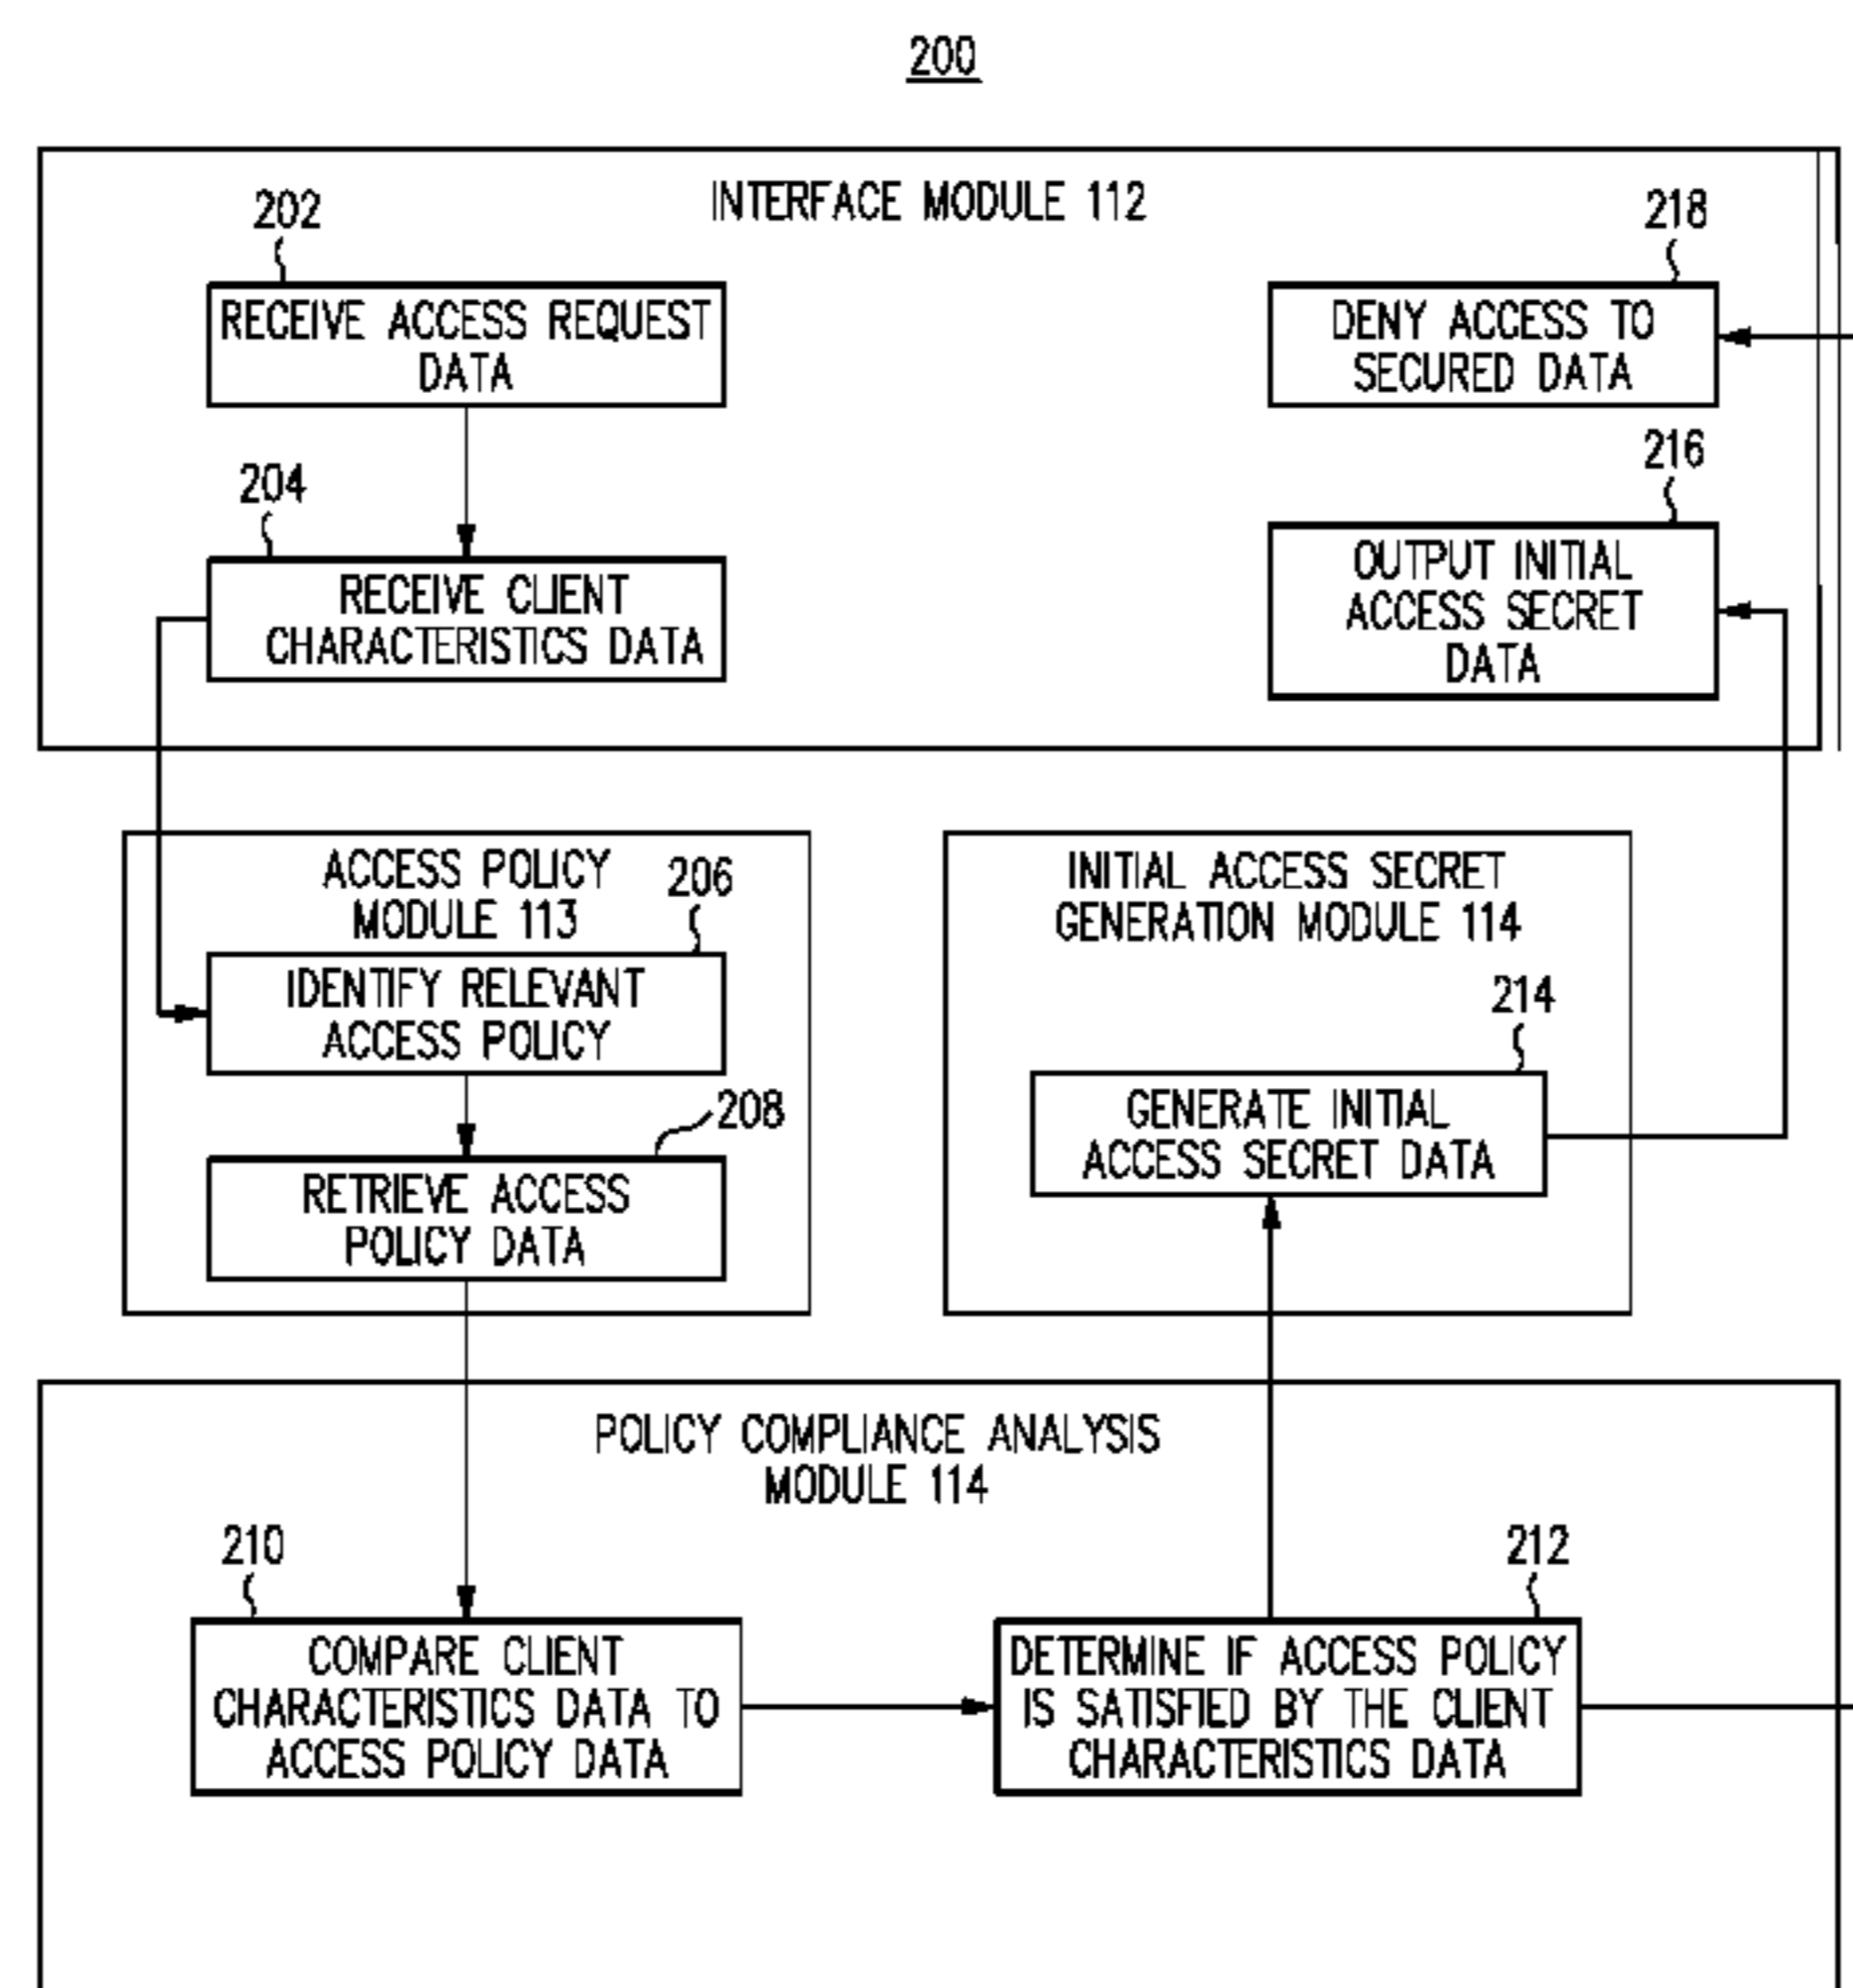 200
INTERFACE MODULE 112
202
RECEIVE ACCESS REQUEST
DATA
204
RECEIVE CLIENT
CHARACTERISTICS DATA
218
DENY ACCESS TO
SECURED DATA
216
OUTPUT INITIAL
ACCESS SECRET
DATA
ACCESS POLICY
MODULE 113
206
IDENTIFY RELEVANT
ACCESS POLICY
208
RETRIEVE ACCESS
POLICY DATA
INITIAL ACCESS SECRET
GENERATION MODULE 114
214
GENERATE INITIAL
ACCESS SECRET DATA
POLICY COMPLIANCE ANALYSIS
MODULE 114
210
COMPARE CLIENT
CHARACTERISTICS DATA TO
ACCESS POLICY DATA
212
DETERMINE IF ACCESS POLICY
IS SATISFIED BY THE CLIENT
CHARACTERISTICS DATA